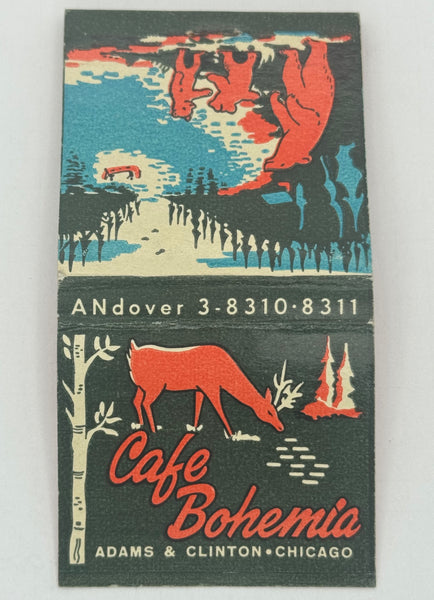 ANdover 3-8310•8311
Cafe
Bohemia
ADAMS & CLINTON•CHICAGO